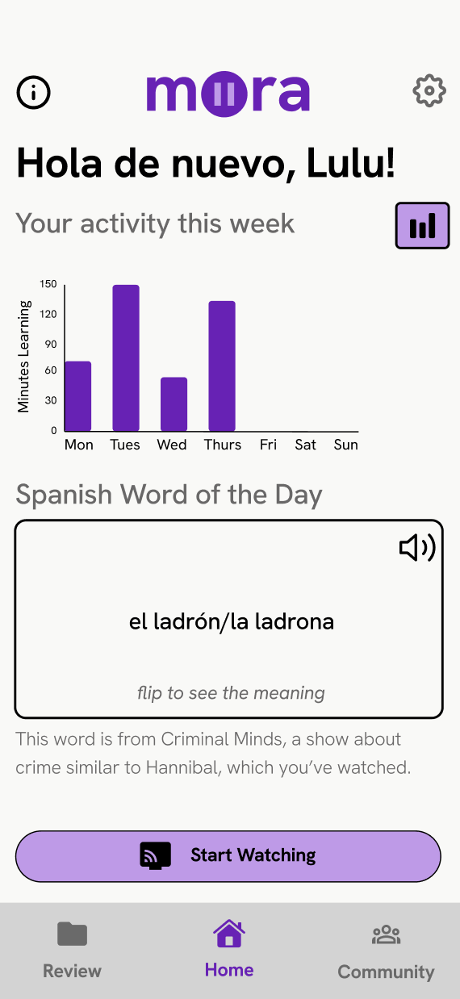 mora
Hola de nuevo, Lulu!
Your activity this week
Minutes Learning
150
120
90
60
30
0
Mon Tues Wed Thurs Fri Sat Sun
Spanish Word of the Day
el ladrón/la ladrona
flip to see the meaning
This word is from Criminal Minds, a show about
crime similar to Hannibal, which you’ve watched.
Start Watching
Review Home Community